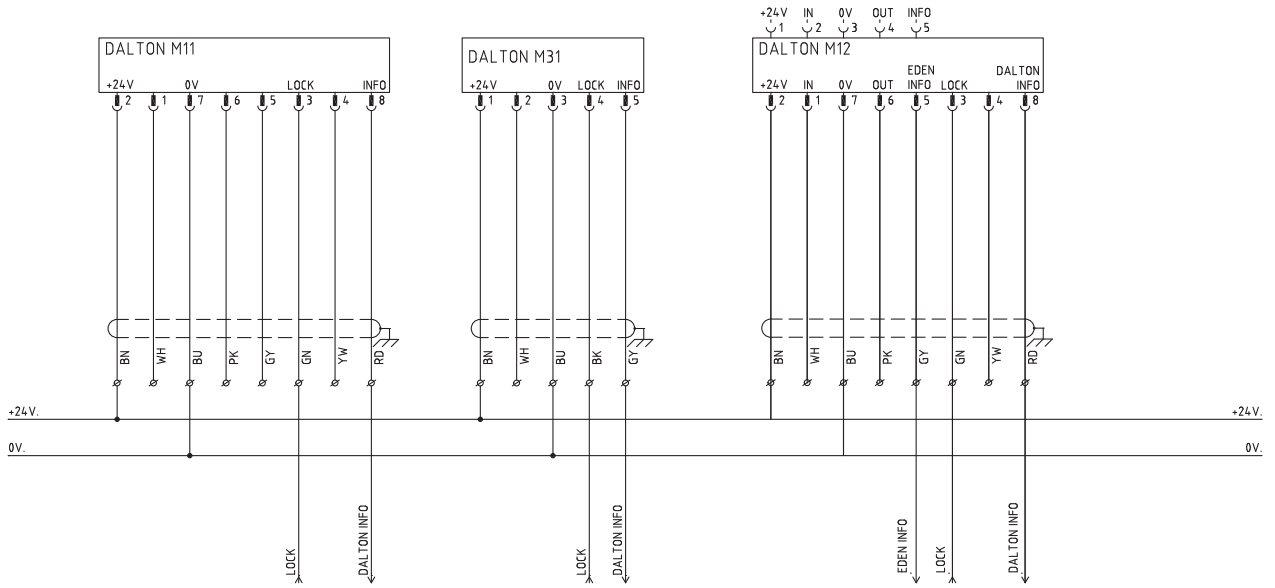 +24V IN 0V OUT INFO
1 2 3 4 5
DALTON M11
DALTON M31
DALTON M12
+24V 0V LOCK INFO
+24V 0V LOCK INFO
EDEN DALTON
+24V IN 0V OUT INFO LOCK INFO
2 1 7 6 5 3 4 8
1 2 3 4 5
2 1 7 6 5 3 4 8
BN WH BU PK GY GN YW RD
BN WH BU BK GY
BN WH BU PK GY GN YW RD
+24V. +24V.
0V. 0V.
LOCK
DALTON INFO
LOCK
DALTON INFO
EDEN INFO
LOCK
DALTON INFO